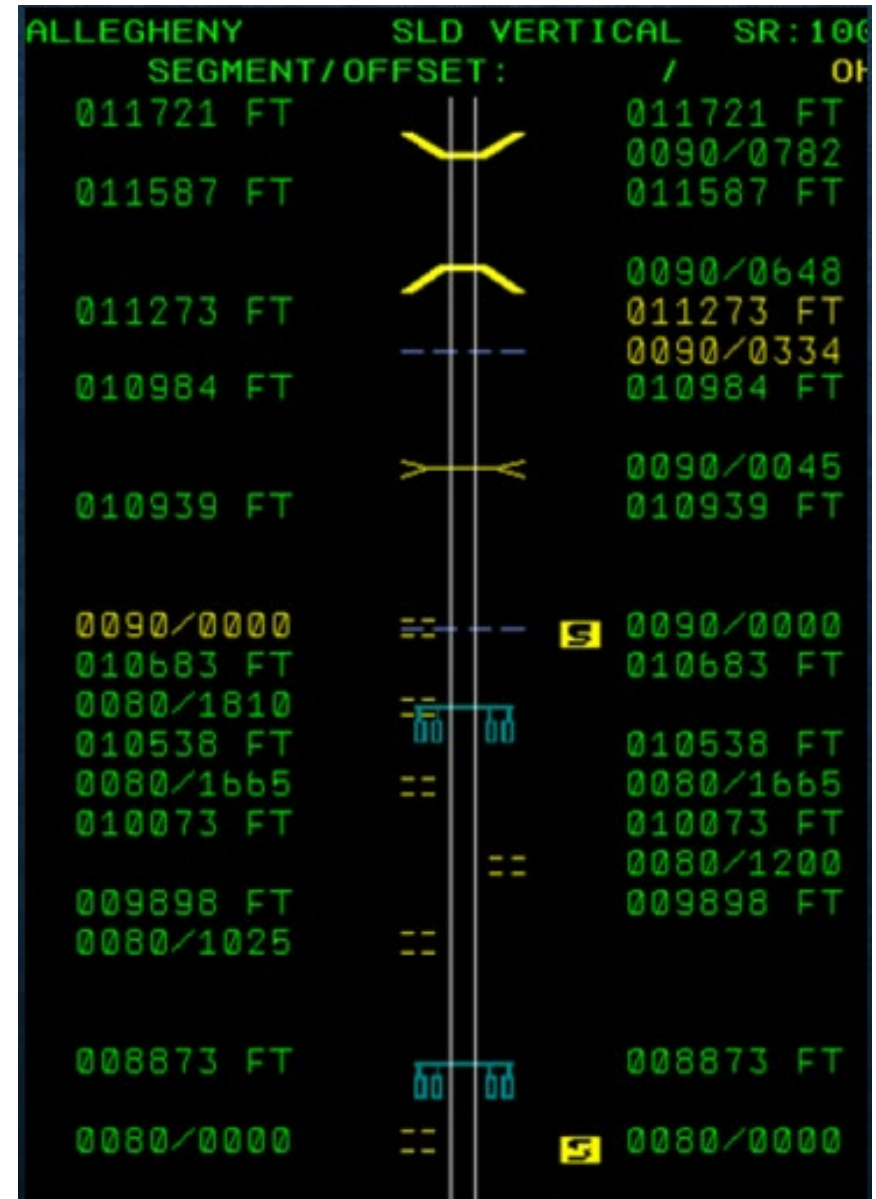 ALLEGHENY SLD VERTICAL SR:100
SEGMENT/OFFSET: / OH
011721 FT 011721 FT
0090/0782
011587 FT 011587 FT
0090/0648
011273 FT 011273 FT
0090/0334
010984 FT 010984 FT
0090/0045
010939 FT 010939 FT
0090/0000 S 0090/0000
010683 FT 010683 FT
0080/1810
010538 FT 010538 FT
0080/1665 0080/1665
010073 FT 010073 FT
0080/1200
009898 FT 009898 FT
0080/1025
008873 FT 008873 FT
0080/0000 S 0080/0000